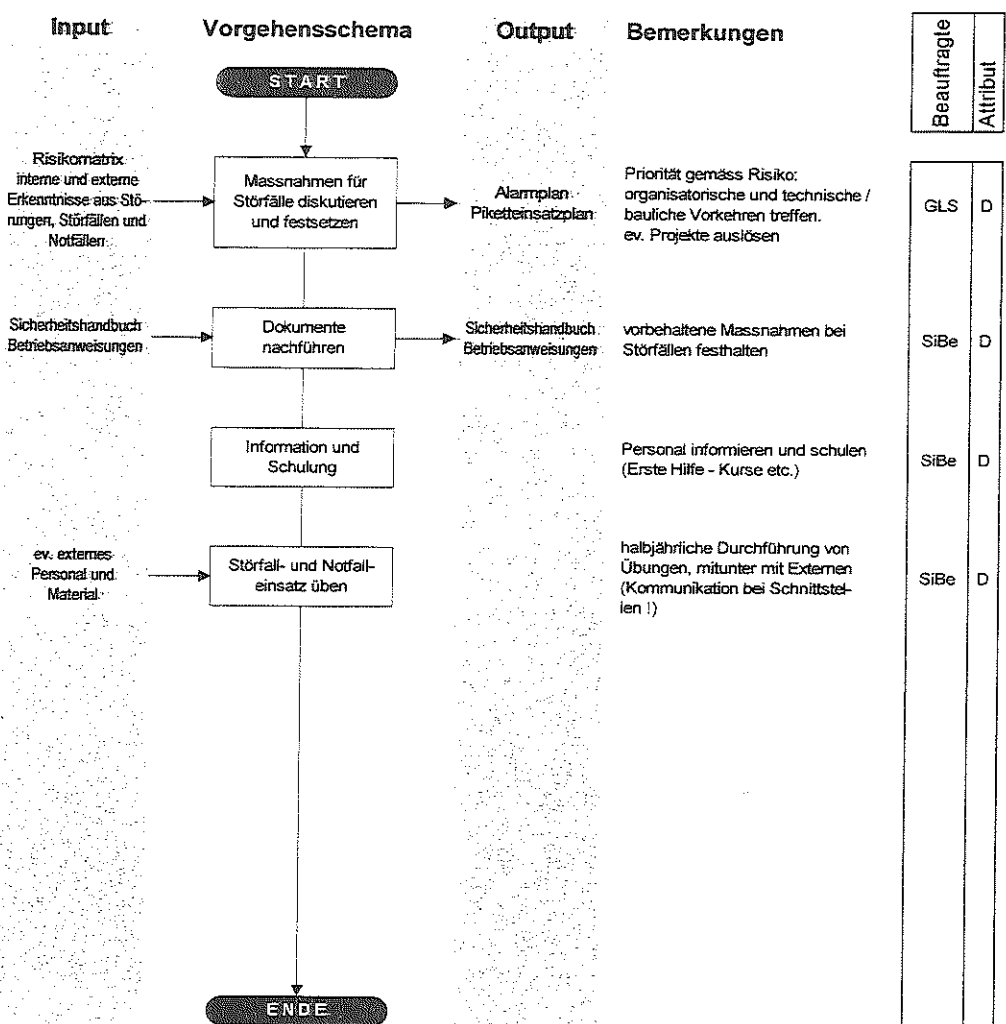 Input
Vorgehensschema
Output
Bemerkungen
Beauftragte
Attribut
START
Risikomatrix
interne und externe
Erkenntnisse aus Stö-
rungen, Störfällen und
Notfällen
Massnahmen für
Störfälle diskutieren
und festsetzen
Alarmplan
Piketteinsatzplan
Priorität gemäss Risiko:
organisatorische und technische /
bauliche Vorkehren treffen.
ev. Projekte auslösen
GLS
D
Sicherheitshandbuch
Betriebsanweisungen
Dokumente
nachführen
Sicherheitshandbuch
Betriebsanweisungen
vorbehaltene Massnahmen bei
Störfällen festhalten
SiBe
D
Information und
Schulung
Personal informieren und schulen
(Erste Hilfe - Kurse etc.)
SiBe
D
ev. externes
Personal und
Material
Störfall- und Notfall-
einsatz üben
halbjährliche Durchführung von
Übungen, mitunter mit Externen
(Kommunikation bei Schnittstel-
len !)
SiBe
D
ENDE